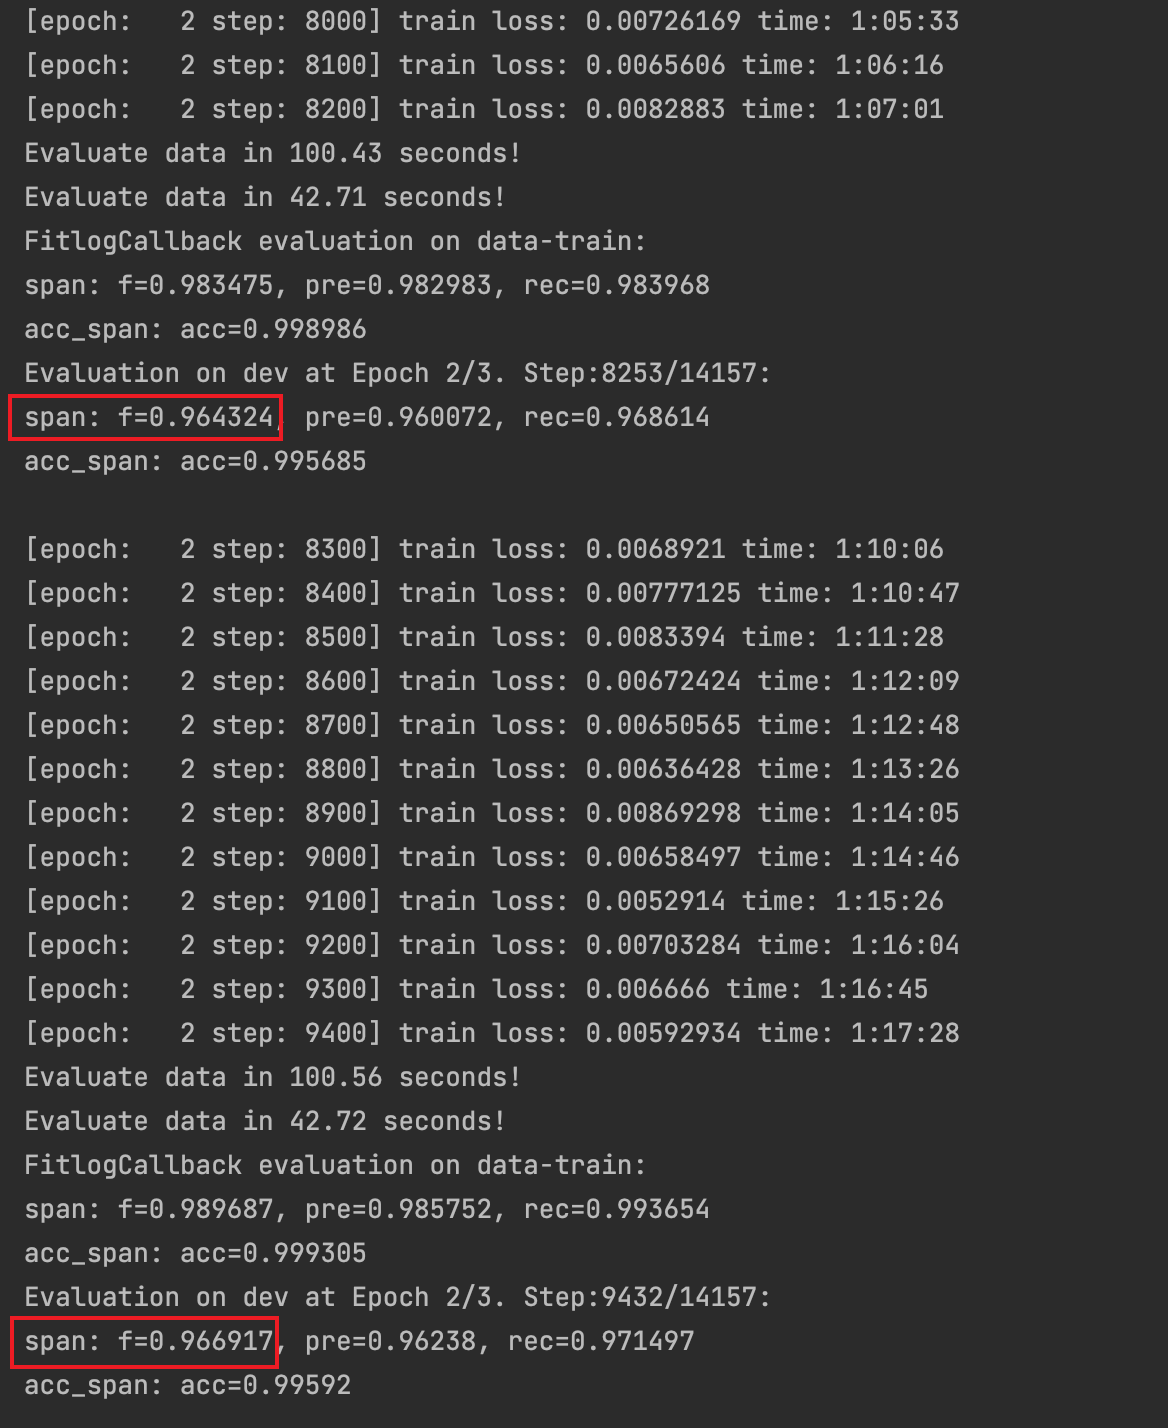 [epoch:   2 step: 8000] train loss: 0.00726169 time: 1:05:33
[epoch:   2 step: 8100] train loss: 0.0065606 time: 1:06:16
[epoch:   2 step: 8200] train loss: 0.0082883 time: 1:07:01
Evaluate data in 100.43 seconds!
Evaluate data in 42.71 seconds!
FitlogCallback evaluation on data-train:
span: f=0.983475, pre=0.982983, rec=0.983968
acc_span: acc=0.998986
Evaluation on dev at Epoch 2/3. Step:8253/14157:
span: f=0.964324, pre=0.960072, rec=0.968614
acc_span: acc=0.995685
[epoch:   2 step: 8300] train loss: 0.0068921 time: 1:10:06
[epoch:   2 step: 8400] train loss: 0.00777125 time: 1:10:47
[epoch:   2 step: 8500] train loss: 0.0083394 time: 1:11:28
[epoch:   2 step: 8600] train loss: 0.00672424 time: 1:12:09
[epoch:   2 step: 8700] train loss: 0.00650565 time: 1:12:48
[epoch:   2 step: 8800] train loss: 0.00636428 time: 1:13:26
[epoch:   2 step: 8900] train loss: 0.00869298 time: 1:14:05
[epoch:   2 step: 9000] train loss: 0.00658497 time: 1:14:46
[epoch:   2 step: 9100] train loss: 0.0052914 time: 1:15:26
[epoch:   2 step: 9200] train loss: 0.00703284 time: 1:16:04
[epoch:   2 step: 9300] train loss: 0.006666 time: 1:16:45
[epoch:   2 step: 9400] train loss: 0.00592934 time: 1:17:28
Evaluate data in 100.56 seconds!
Evaluate data in 42.72 seconds!
FitlogCallback evaluation on data-train:
span: f=0.989687, pre=0.985752, rec=0.993654
acc_span: acc=0.999305
Evaluation on dev at Epoch 2/3. Step:9432/14157:
span: f=0.966917, pre=0.96238, rec=0.971497
acc_span: acc=0.99592